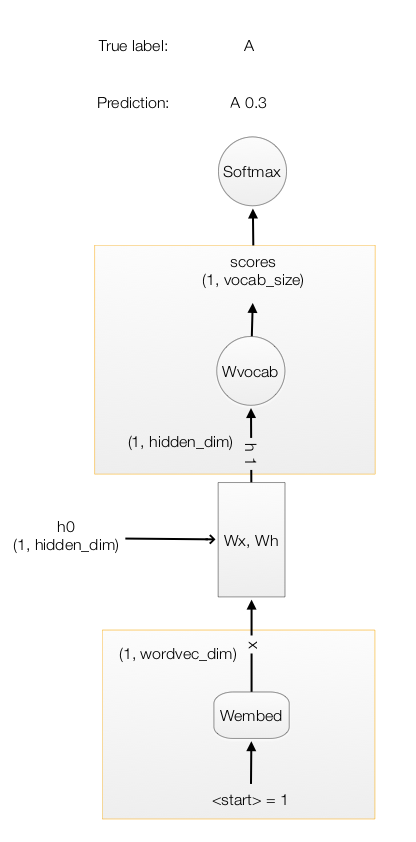 True label: A
Prediction: A 0.3
Softmax
scores
(1, vocab_size)
Wvocab
(1, hidden_dim)
h 1
h0
(1, hidden_dim)
Wx, Wh
x
(1, wordvec_dim)
Wembed
<start> = 1